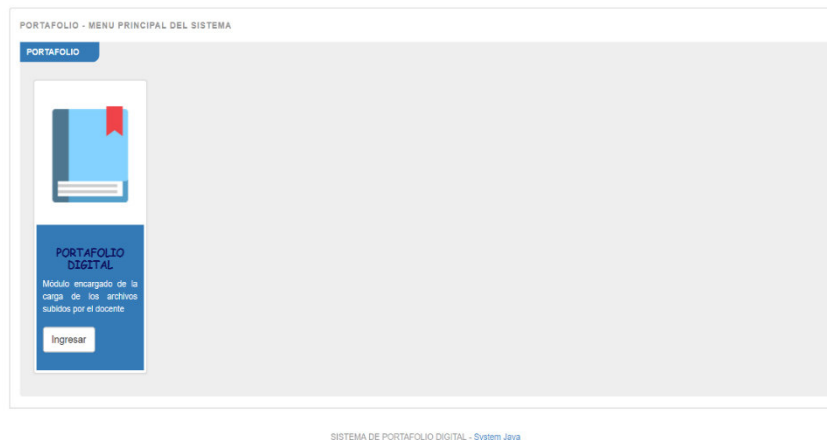 PORTAFOLIO - MENU PRINCIPAL DEL SISTEMA
PORTAFOLIO
PORTAFOLIO
DIGITAL
Módulo encargado de la
carga de los archivos
subidos por el docente
Ingresar
SISTEMA DE PORTAFOLIO DIGITAL - System Java